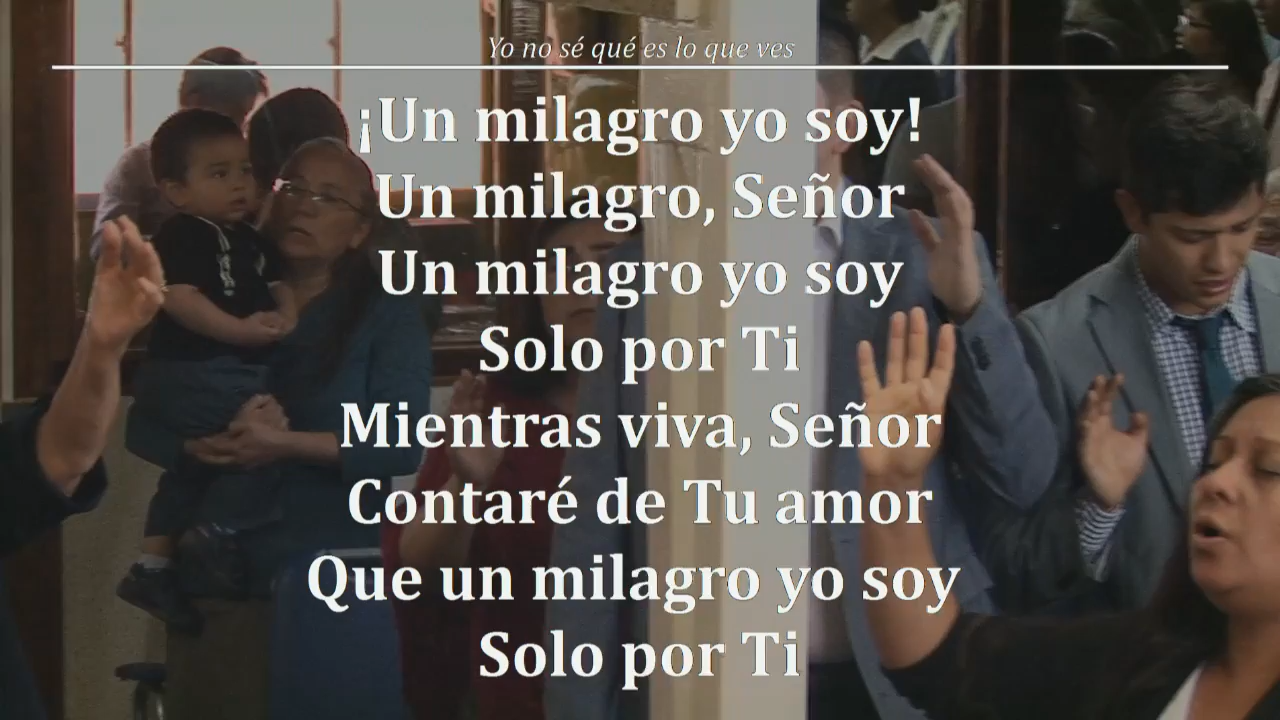 Yo no sé qué es lo que ves
¡Un milagro yo soy!
Un milagro, Señor
Un milagro yo soy
Solo por Ti
Mientras viva, Señor
Contaré de Tu amor
Que un milagro yo soy
Solo por Ti